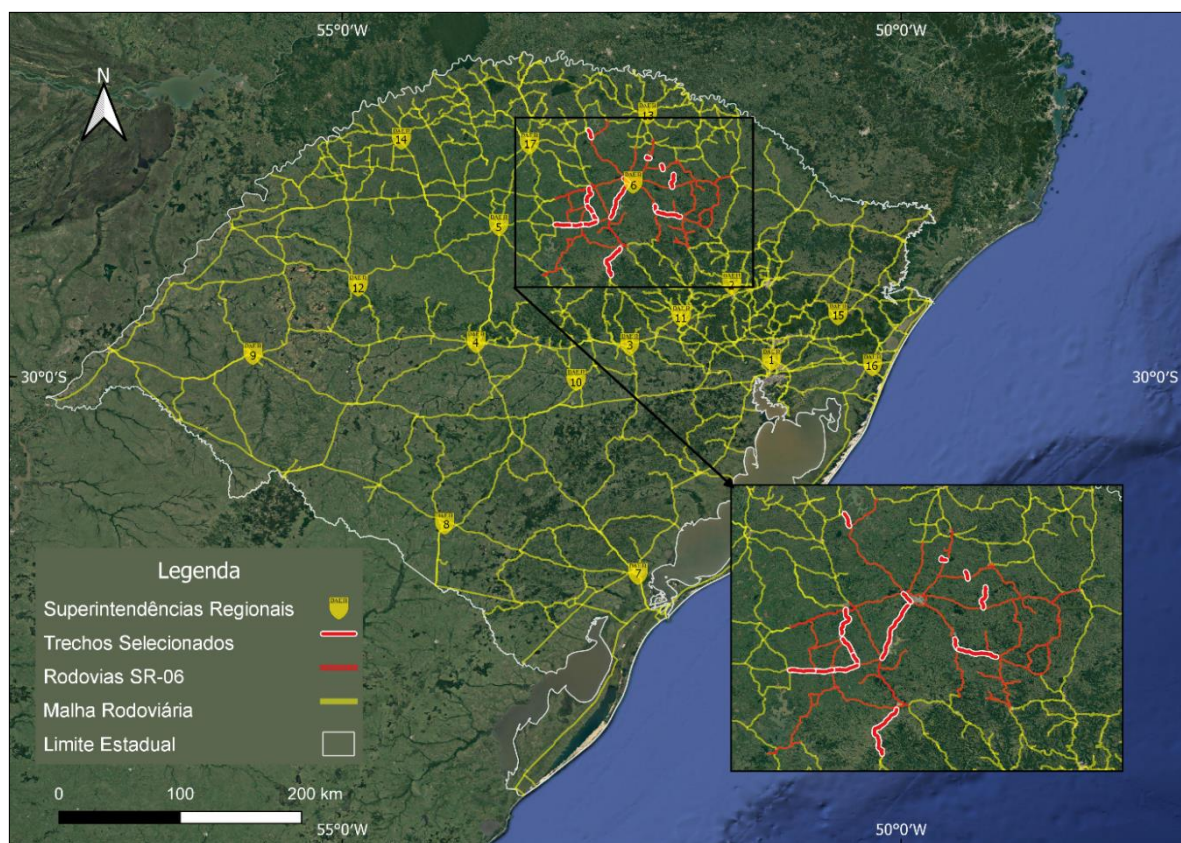 55°0'W 50°0'W
N
13
14
17
6
5
12
2
15
11
4
3
9
1
16
10
30°0'S 30°0'S
8
7
Legenda
Superintendências Regionais
Trechos Selecionados
Rodovias SR-06
Malha Rodoviária
Limite Estadual
0 100 200 km
55°0'W 50°0'W